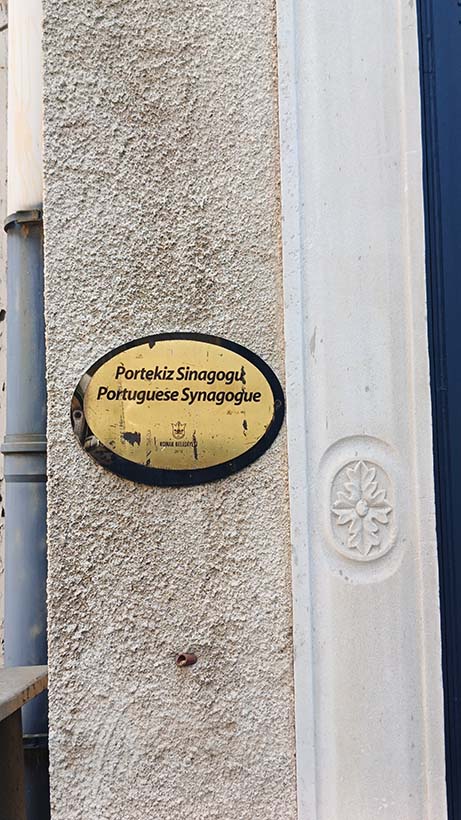 Portekiz Sinagogu
Portuguese Synagogue
KONAK BELEDİYESİ